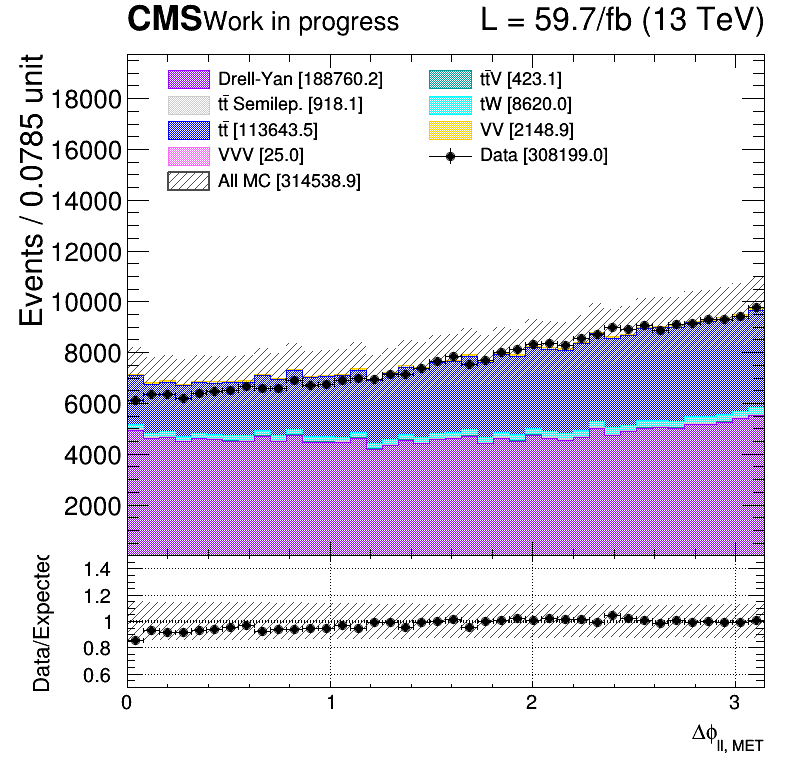 CMS Work in progress L = 59.7/fb (13 TeV)
Events / 0.0785 unit
18000
16000
14000
12000
10000
8000
6000
4000
2000
Drell-Yan [188760.2]
tt̄ Semilep. [918.1]
tt̄ [113643.5]
VVV [25.0]
All MC [314538.9]
tt̄V [423.1]
tW [8620.0]
VV [2148.9]
Data [308199.0]
Data/Expected
1.4
1.2
1
0.8
0.6
0 1 2 3
Δϕll, MET